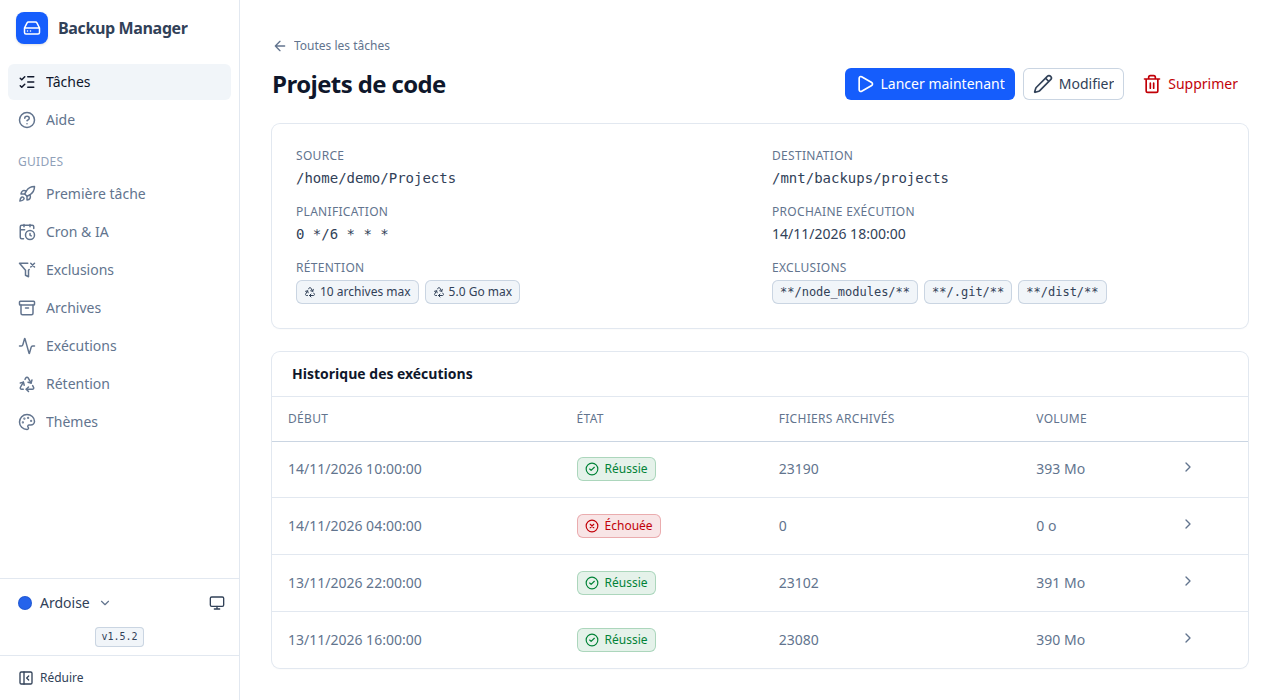 Backup Manager
Tâches
Aide
GUIDES
Première tâche
Cron & IA
Exclusions
Archives
Exécutions
Rétention
Thèmes
Ardoise
v1.5.2
Réduire
Toutes les tâches
Projets de code
Lancer maintenant
Modifier
Supprimer
SOURCE
/home/demo/Projects
DESTINATION
/mnt/backups/projects
PLANIFICATION
0 */6 * * *
PROCHAINE EXÉCUTION
14/11/2026 18:00:00
RÉTENTION
10 archives max 5.0 Go max
EXCLUSIONS
**/node_modules/** **/.git/** **/dist/**
Historique des exécutions
DÉBUT ÉTAT FICHIERS ARCHIVÉS VOLUME
14/11/2026 10:00:00 Réussie 23190 393 Mo
14/11/2026 04:00:00 Échouée 0 0 o
13/11/2026 22:00:00 Réussie 23102 391 Mo
13/11/2026 16:00:00 Réussie 23080 390 Mo